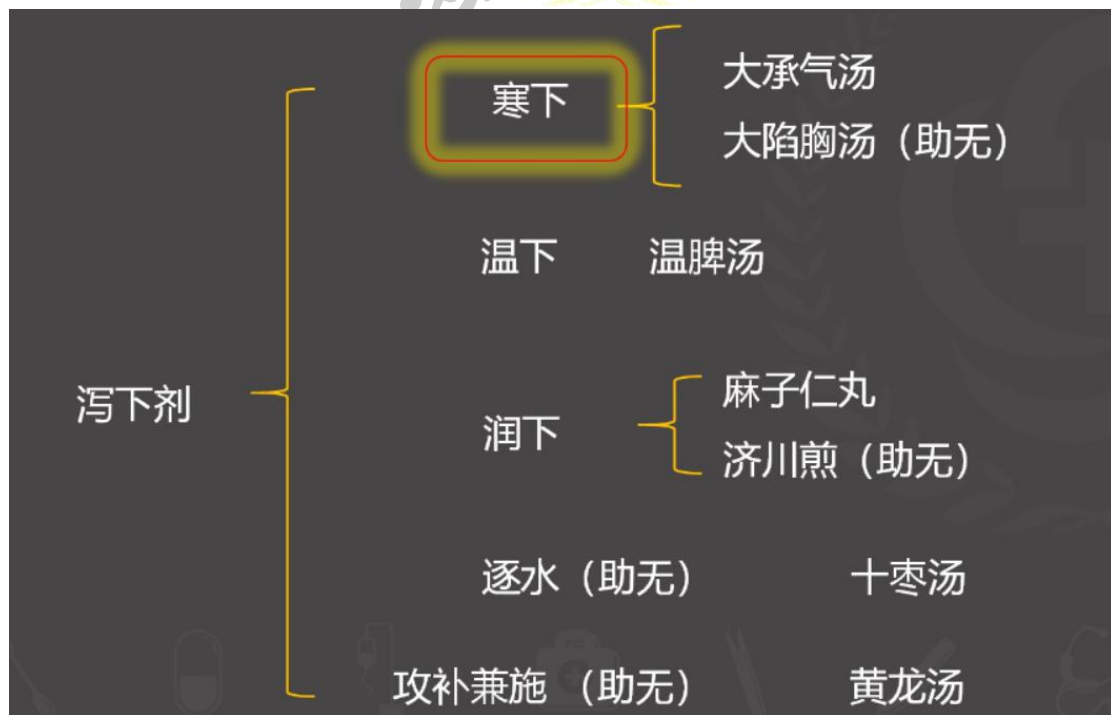 寒下
大承气汤
大陷胸汤（助无）
温下 温脾汤
泻下剂
润下
麻子仁丸
济川煎（助无）
逐水（助无） 十枣汤
攻补兼施 （助无） 黄龙汤